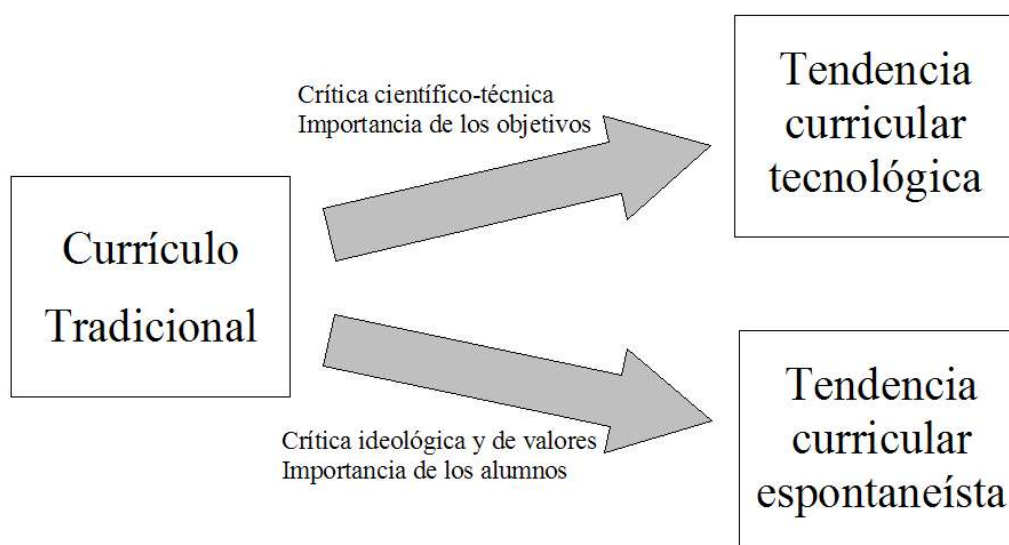 Currículo
Tradicional
Crítica científico-técnica
Importancia de los objetivos
Tendencia
curricular
tecnológica
Crítica ideológica y de valores
Importancia de los alumnos
Tendencia
curricular
espontaneísta